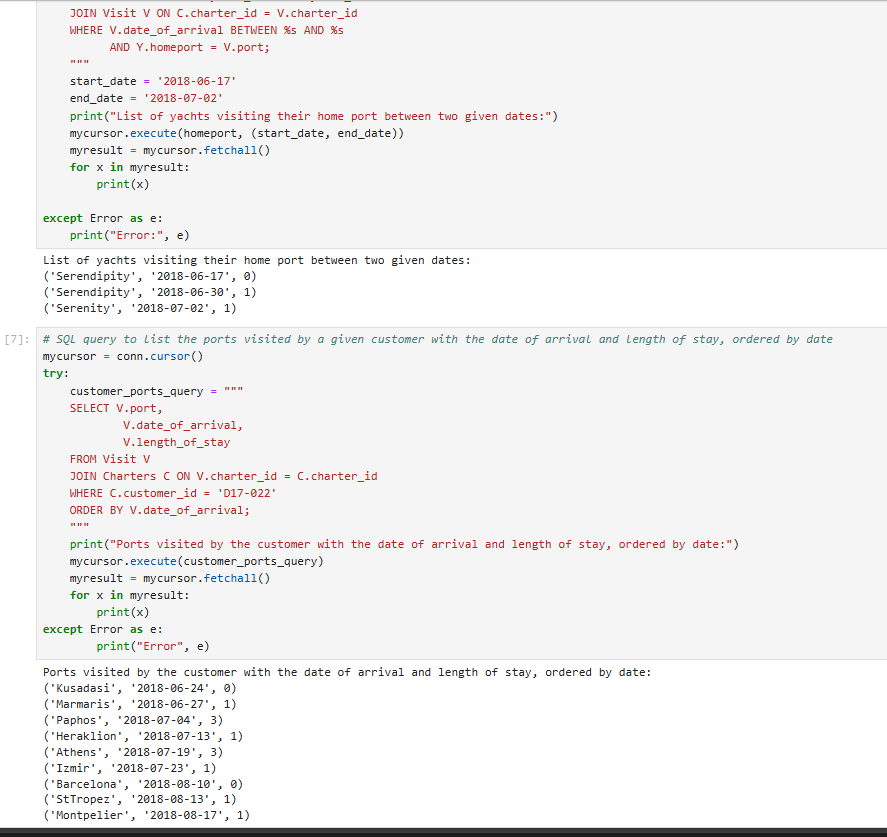 JOIN Visit V ON C.charter_id = V.charter_id
WHERE V.date_of_arrival BETWEEN %s AND %s
AND Y.homeport = V.port;
"""
start_date = '2018-06-17'
end_date = '2018-07-02'
print("List of yachts visiting their home port between two given dates:")
mycursor.execute(homeport, (start_date, end_date))
myresult = mycursor.fetchall()
for x in myresult:
print(x)
except Error as e:
print("Error:", e)
List of yachts visiting their home port between two given dates:
('Serendipity', '2018-06-17', 0)
('Serendipity', '2018-06-30', 1)
('Serenity', '2018-07-02', 1)
[7]: # SQL query to list the ports visited by a given customer with the date of arrival and length of stay, ordered by date
mycursor = conn.cursor()
try:
customer_ports_query = """
SELECT V.port,
V.date_of_arrival,
V.length_of_stay
FROM Visit V
JOIN Charters C ON V.charter_id = C.charter_id
WHERE C.customer_id = 'D17-022'
ORDER BY V.date_of_arrival;
"""
print("Ports visited by the customer with the date of arrival and length of stay, ordered by date:")
mycursor.execute(customer_ports_query)
myresult = mycursor.fetchall()
for x in myresult:
print(x)
except Error as e:
print("Error", e)
Ports visited by the customer with the date of arrival and length of stay, ordered by date:
('Kusadasi', '2018-06-24', 0)
('Marmaris', '2018-06-27', 1)
('Paphos', '2018-07-04', 3)
('Heraklion', '2018-07-13', 1)
('Athens', '2018-07-19', 3)
('Izmir', '2018-07-23', 1)
('Barcelona', '2018-08-10', 0)
('StTropez', '2018-08-13', 1)
('Montpelier', '2018-08-17', 1)